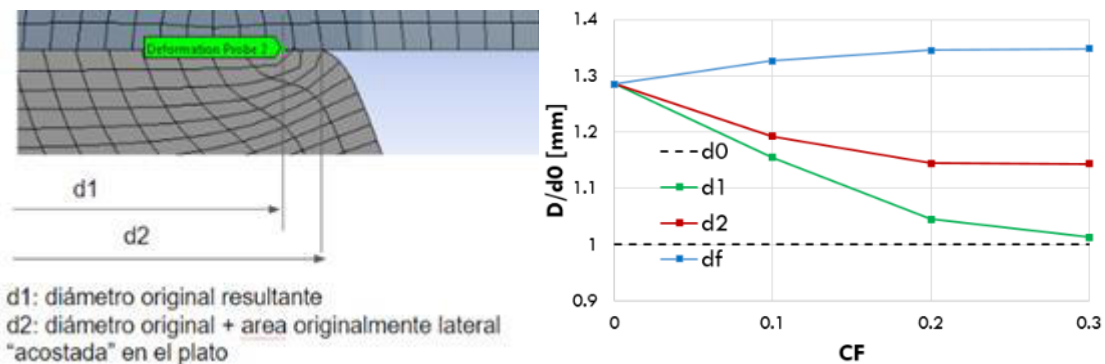 Deformation Probe 2
d1
d2
d1: diámetro original resultante
d2: diámetro original + area originalmente lateral
"acostada" en el plato
D/d0 [mm]
1.4
1.3
1.2
1.1
1
0.9
d0
d1
d2
df
0
0.1
0.2
0.3
CF